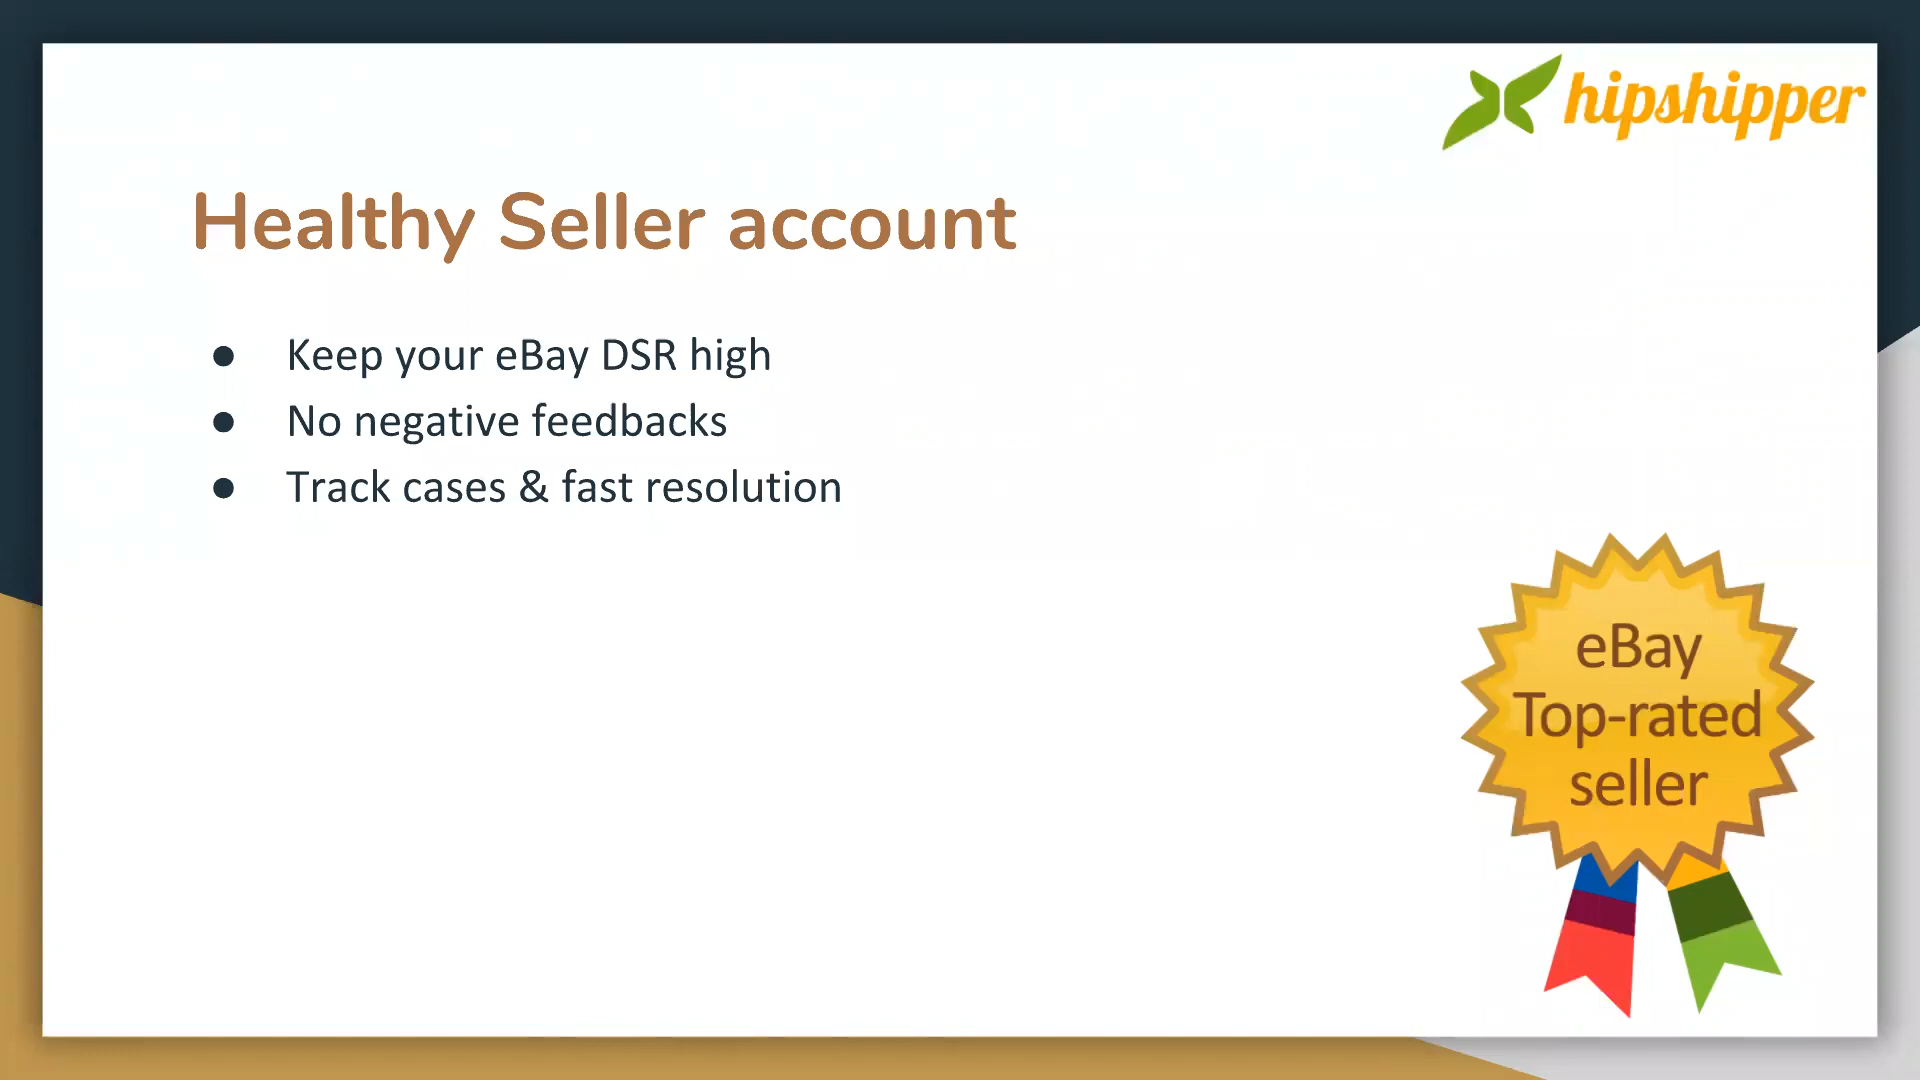 hipshipper
Healthy Seller account
● Keep your eBay DSR high
● No negative feedbacks
● Track cases & fast resolution
eBay
Top-rated
seller